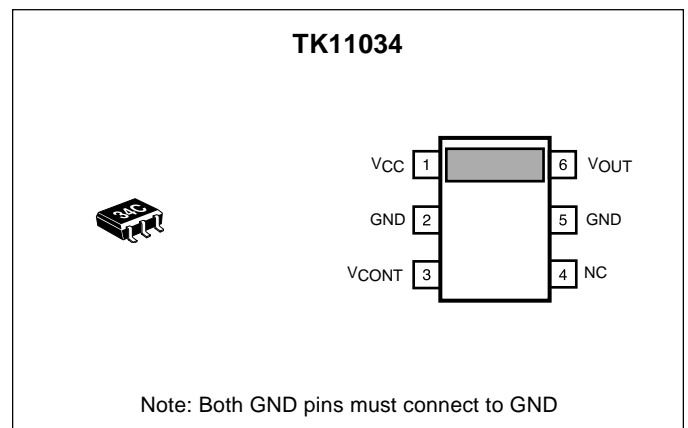 TK11034
34C
VCC 1 6 VOUT
GND 2 5 GND
VCONT 3 4 NC
Note: Both GND pins must connect to GND